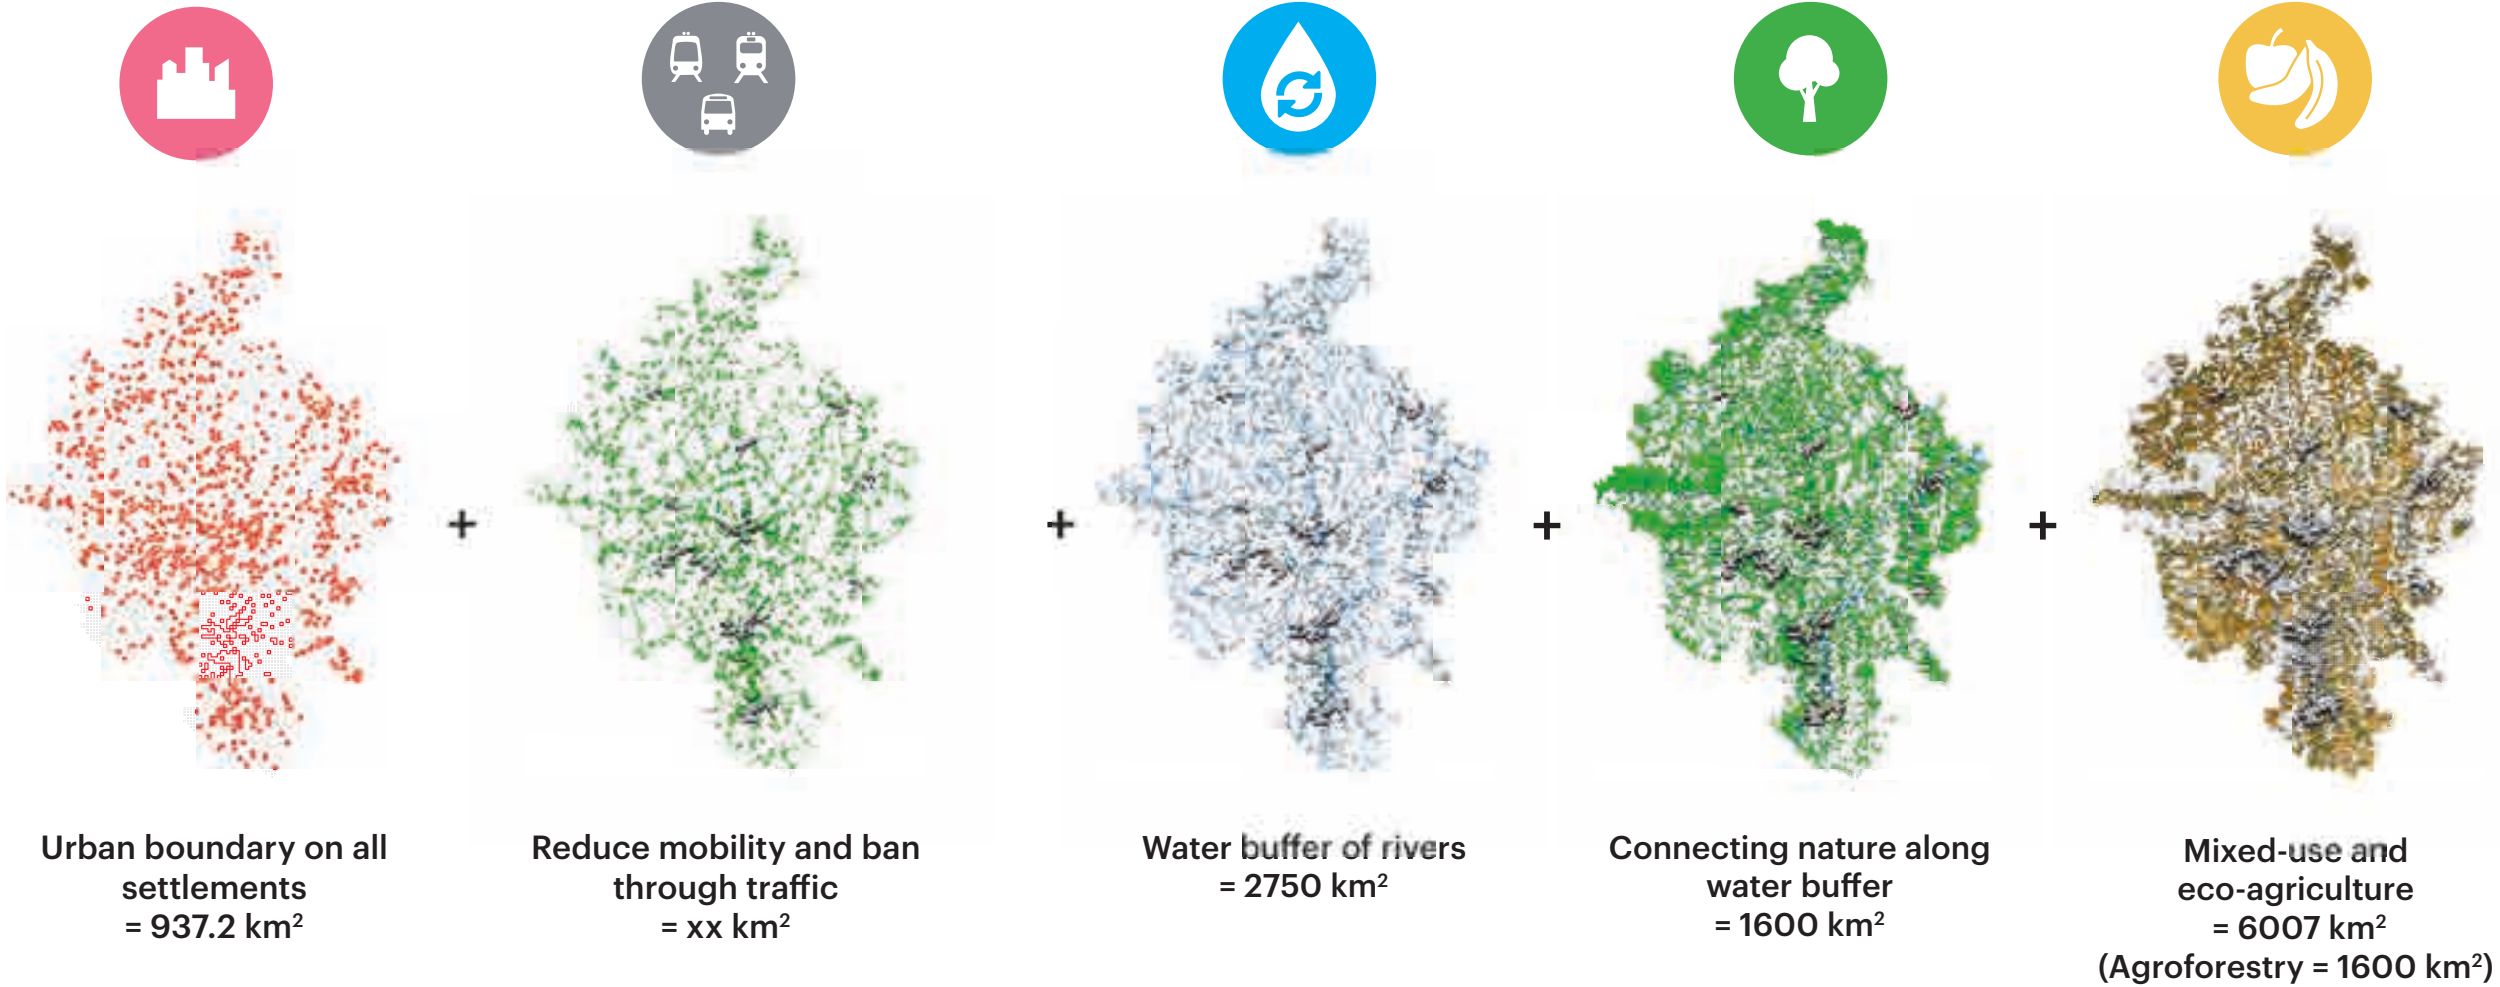 +
+
+
+
Urban boundary on all
settlements
= 937.2 km²
Reduce mobility and ban
through traffic
= xx km²
Water buffer of rivers
= 2750 km²
Connecting nature along
water buffer
= 1600 km²
Mixed-use and
eco-agriculture
= 6007 km²
(Agroforestry = 1600 km²)